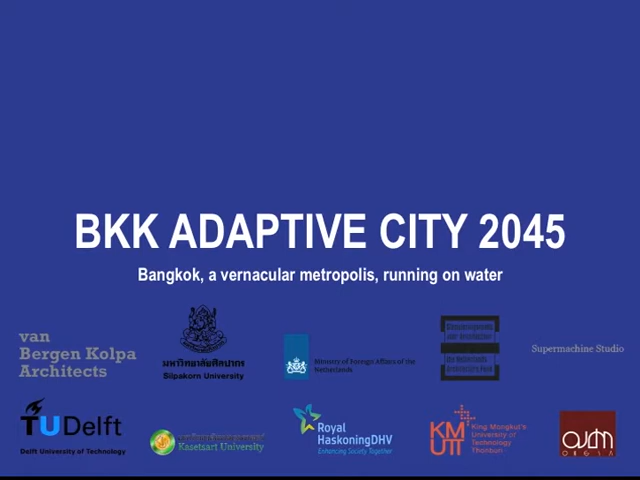 BKK ADAPTIVE CITY 2045
Bangkok, a vernacular metropolis, running on water
van
Bergen Kolpa
Architects
มหาวิทยาลัยศิลปากร
Silpakorn University
Ministry of Foreign Affairs of the
Netherlands
Supermachine Studio
TUDelft
Delft University of Technology
Kasetsart University
Royal
HaskoningDHV
Enhancing Society Together
KM
UTT
King Mongkut's
University of
Technology
Thonburi